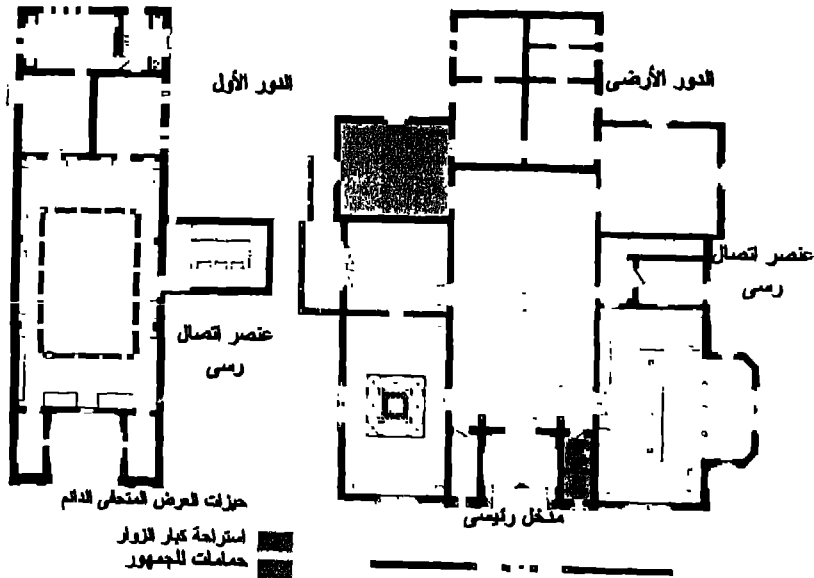 الدور الأرضى
الدور الأول
عنصر اتصال
رسى
عنصر اتصال
رسى
مدخل رئيسى
حيزات العرض المتحفى الدائم
استراحة كبار الزوار
حمامات للجمهور